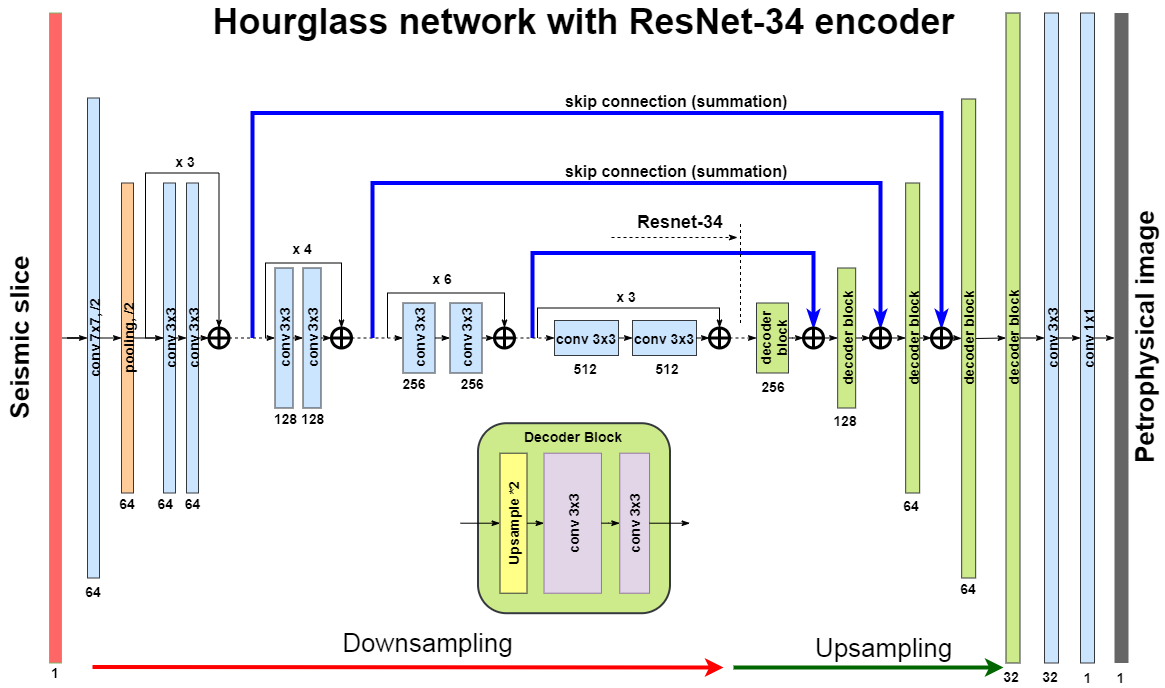 Hourglass network with ResNet-34 encoder
skip connection (summation)
skip connection (summation)
Resnet-34
x 3
x 4
x 6
x 3
Seismic slice
conv 7x7, /2
pooling, /2
conv 3x3
conv 3x3
conv 3x3
conv 3x3
conv 3x3
conv 3x3
conv 3x3
conv 3x3
decoder
block
decoder block
decoder block
decoder block
decoder block
conv 3x3
conv 1x1
Petrophysical image
512
512
256
256
256
128
128
128
64
64
64
64
64
64
Decoder Block
Upsample *2
conv 3x3
conv 3x3
Downsampling
Upsampling
1
32
32
1
1